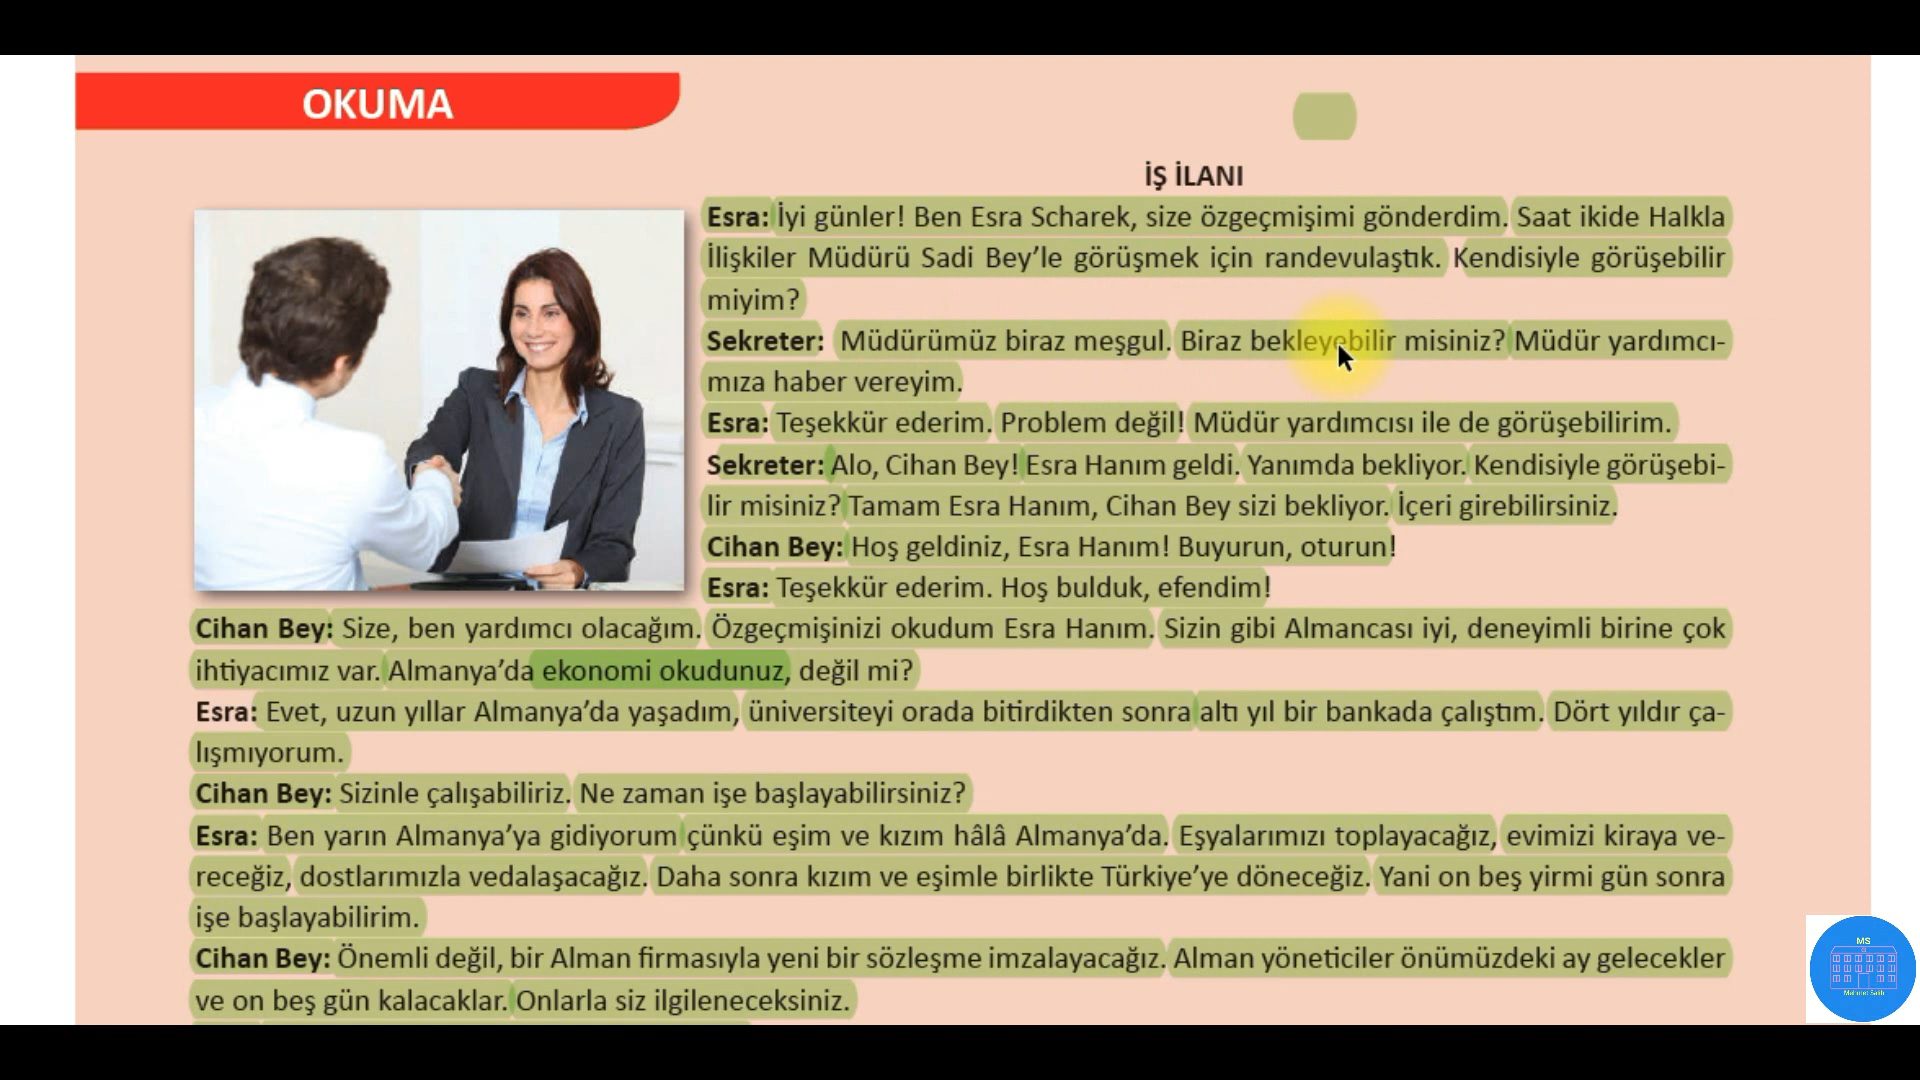 OKUMA
İŞ İLANI
Esra: İyi günler! Ben Esra Scharek, size özgeçmişimi gönderdim. Saat ikide Halkla
İlişkiler Müdürü Sadi Bey’le görüşmek için randevulaştık. Kendisiyle görüşebilir
miyim?
Sekreter: Müdürümüz biraz meşgul. Biraz bekleyebilir misiniz? Müdür yardımcı-
mıza haber vereyim.
Esra: Teşekkür ederim. Problem değil! Müdür yardımcısı ile de görüşebilirim.
Sekreter: Alo, Cihan Bey! Esra Hanım geldi. Yanımda bekliyor. Kendisiyle görüşebi-
lir misiniz? Tamam Esra Hanım, Cihan Bey sizi bekliyor. İçeri girebilirsiniz.
Cihan Bey: Hoş geldiniz, Esra Hanım! Buyurun, oturun!
Esra: Teşekkür ederim. Hoş bulduk, efendim!
Cihan Bey: Size, ben yardımcı olacağım. Özgeçmişinizi okudum Esra Hanım. Sizin gibi Almancası iyi, deneyimli birine çok
ihtiyacımız var. Almanya’da ekonomi okudunuz, değil mi?
Esra: Evet, uzun yıllar Almanya’da yaşadım, üniversiteyi orada bitirdikten sonra altı yıl bir bankada çalıştım. Dört yıldır ça-
lışmıyorum.
Cihan Bey: Sizinle çalışabiliriz. Ne zaman işe başlayabilirsiniz?
Esra: Ben yarın Almanya’ya gidiyorum çünkü eşim ve kızım hâlâ Almanya’da. Eşyalarımızı toplayacağız, evimizi kiraya ve-
receğiz, dostlarımızla vedalaşacağız. Daha sonra kızım ve eşimle birlikte Türkiye’ye döneceğiz. Yani on beş yirmi gün sonra
işe başlayabilirim.
Cihan Bey: Önemli değil, bir Alman firmasıyla yeni bir sözleşme imzalayacağız. Alman yöneticiler önümüzdeki ay gelecekler
ve on beş gün kalacaklar. Onlarla siz ilgileneceksiniz.
MS
Mehmet Salih